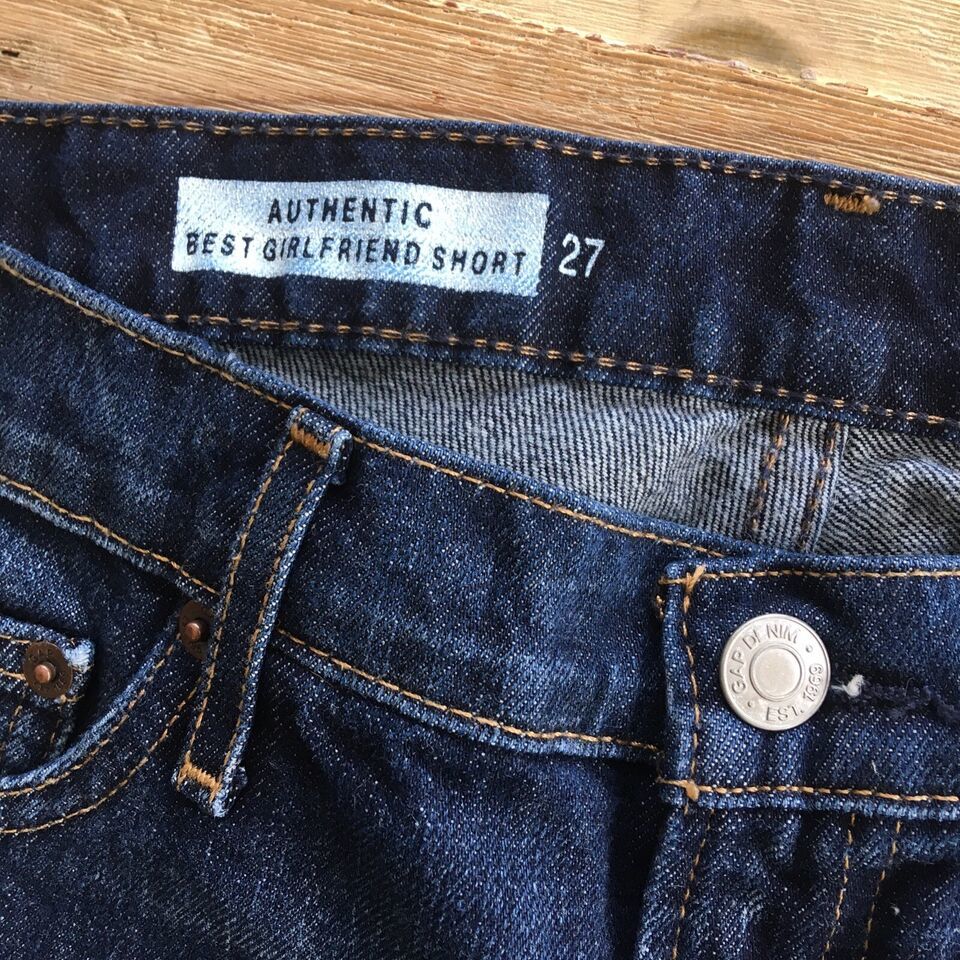 AUTHENTIC
BEST GIRLFRIEND SHORT
27
GAP DENIM
EST. 1969